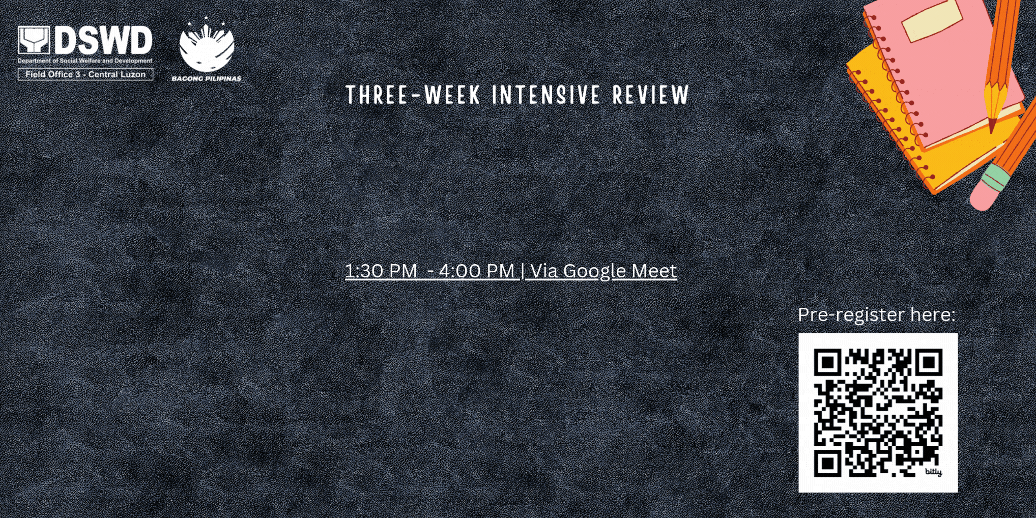 DSWD
Department of Social Welfare and Development
Field Office 3 - Central Luzon
BAGONG PILIPINAS
THREE-WEEK INTENSIVE REVIEW
1:30 PM - 4:00 PM | Via Google Meet
Pre-register here:
bitly